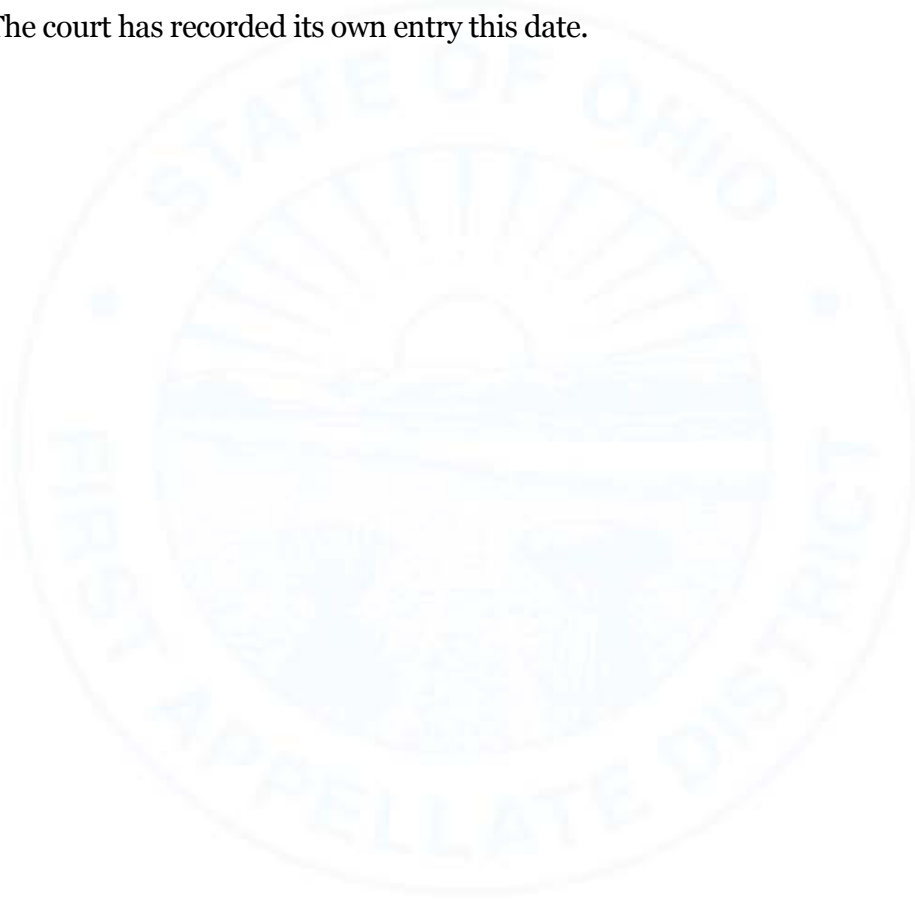 The court has recorded its own entry this date.
STATE OF OHIO
FIRST APPELLATE DISTRICT